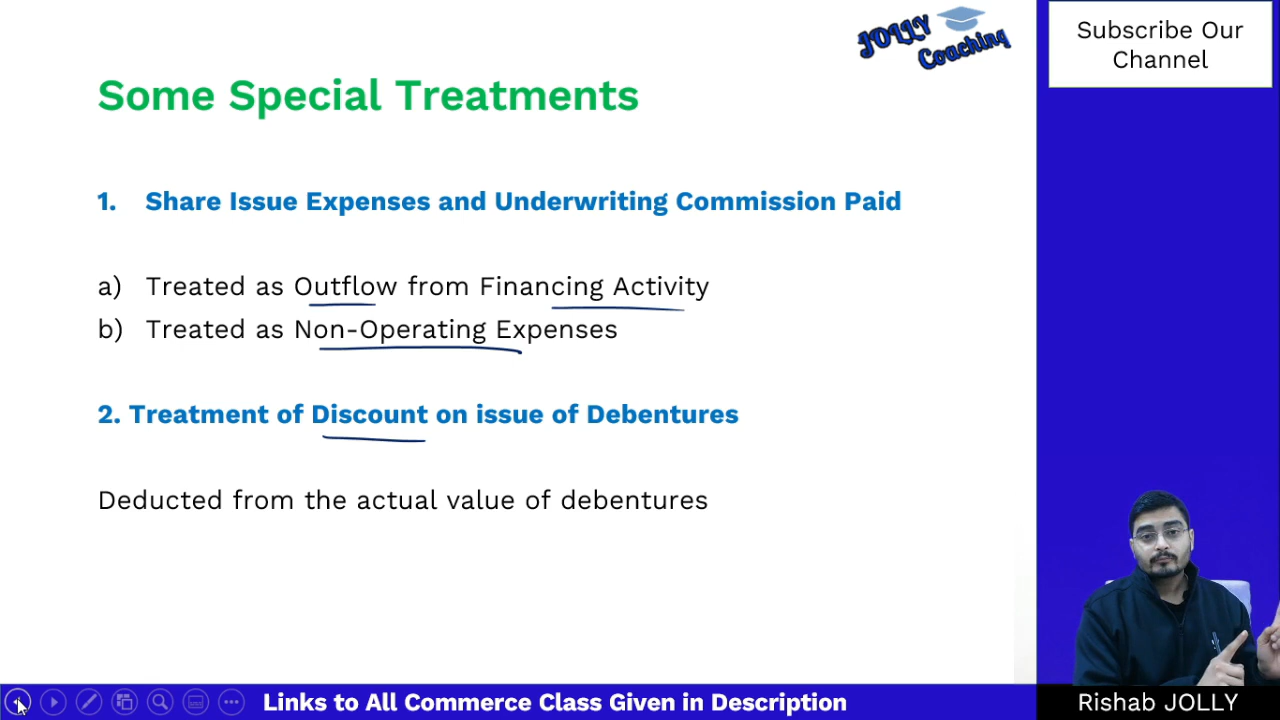 JOLLY
Coaching
Subscribe Our
Channel
Some Special Treatments
1. Share Issue Expenses and Underwriting Commission Paid
a) Treated as Outflow from Financing Activity
b) Treated as Non-Operating Expenses
2. Treatment of Discount on issue of Debentures
Deducted from the actual value of debentures
Links to All Commerce Class Given in Description
Rishab JOLLY